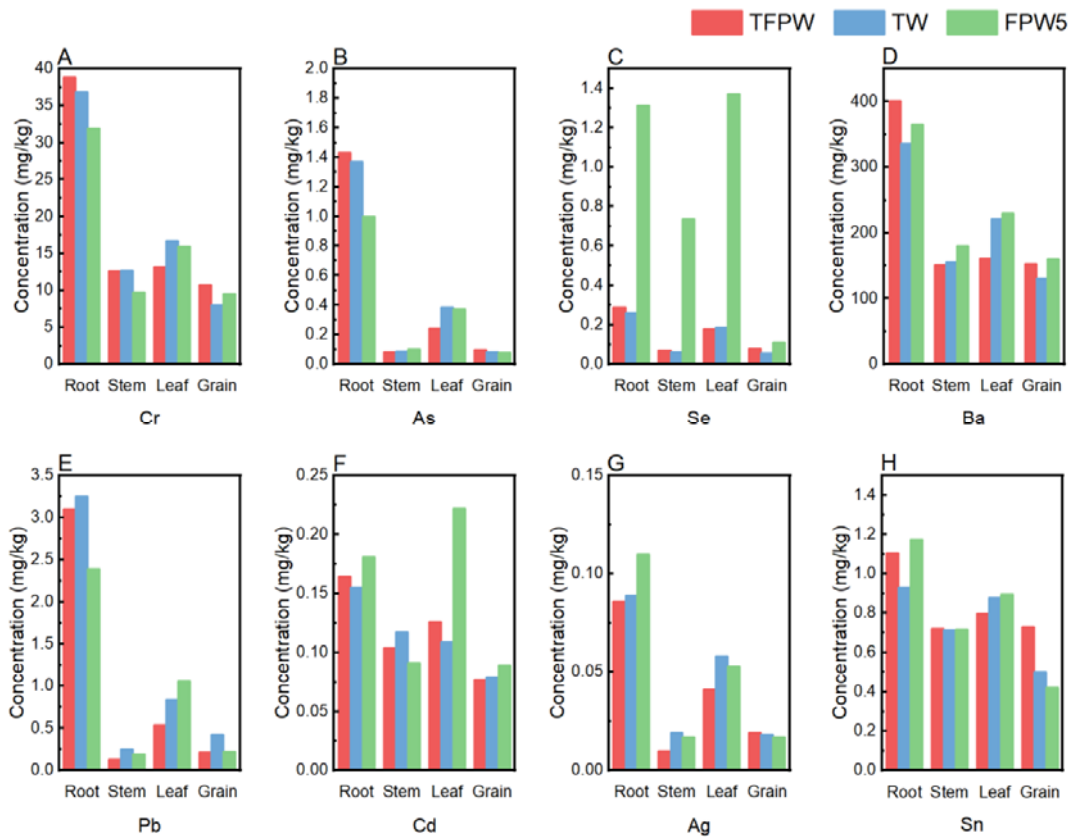 TFPW TW FPW5
A B C D
Concentration (mg/kg)
40
35
30
25
20
15
10
5
0
Root Stem Leaf Grain
Cr
Concentration (mg/kg)
2.0
1.8
1.6
1.4
1.2
1.0
0.8
0.6
0.4
0.2
0.0
Root Stem Leaf Grain
As
Concentration (mg/kg)
1.4
1.2
1.0
0.8
0.6
0.4
0.2
0.0
Root Stem Leaf Grain
Se
Concentration (mg/kg)
400
300
200
100
0
Root Stem Leaf Grain
Ba
E F G H
Concentration (mg/kg)
3.5
3.0
2.5
2.0
1.5
1.0
0.5
0.0
Root Stem Leaf Grain
Pb
Concentration (mg/kg)
0.25
0.20
0.15
0.10
0.05
0.00
Root Stem Leaf Grain
Cd
Concentration (mg/kg)
0.15
0.10
0.05
0.00
Root Stem Leaf Grain
Ag
Concentration (mg/kg)
1.4
1.2
1.0
0.8
0.6
0.4
0.2
0.0
Root Stem Leaf Grain
Sn